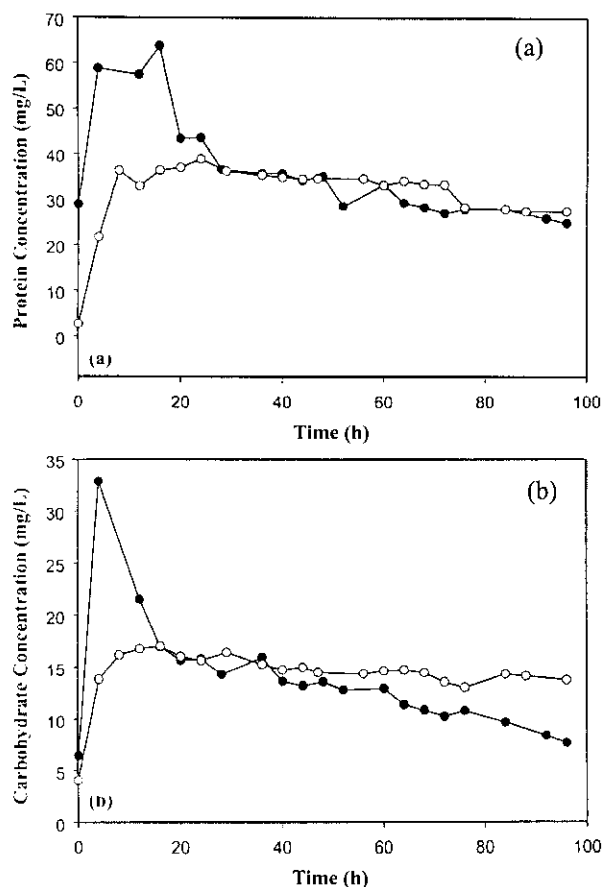 (a)
Protein Concentration (mg/L)
70
60
50
40
30
20
10
0
(a)
0 20 40 60 80 100
Time (h)
(b)
Carbohydrate Concentration (mg/L)
35
30
25
20
15
10
5
0
(b)
0 20 40 60 80 100
Time (h)